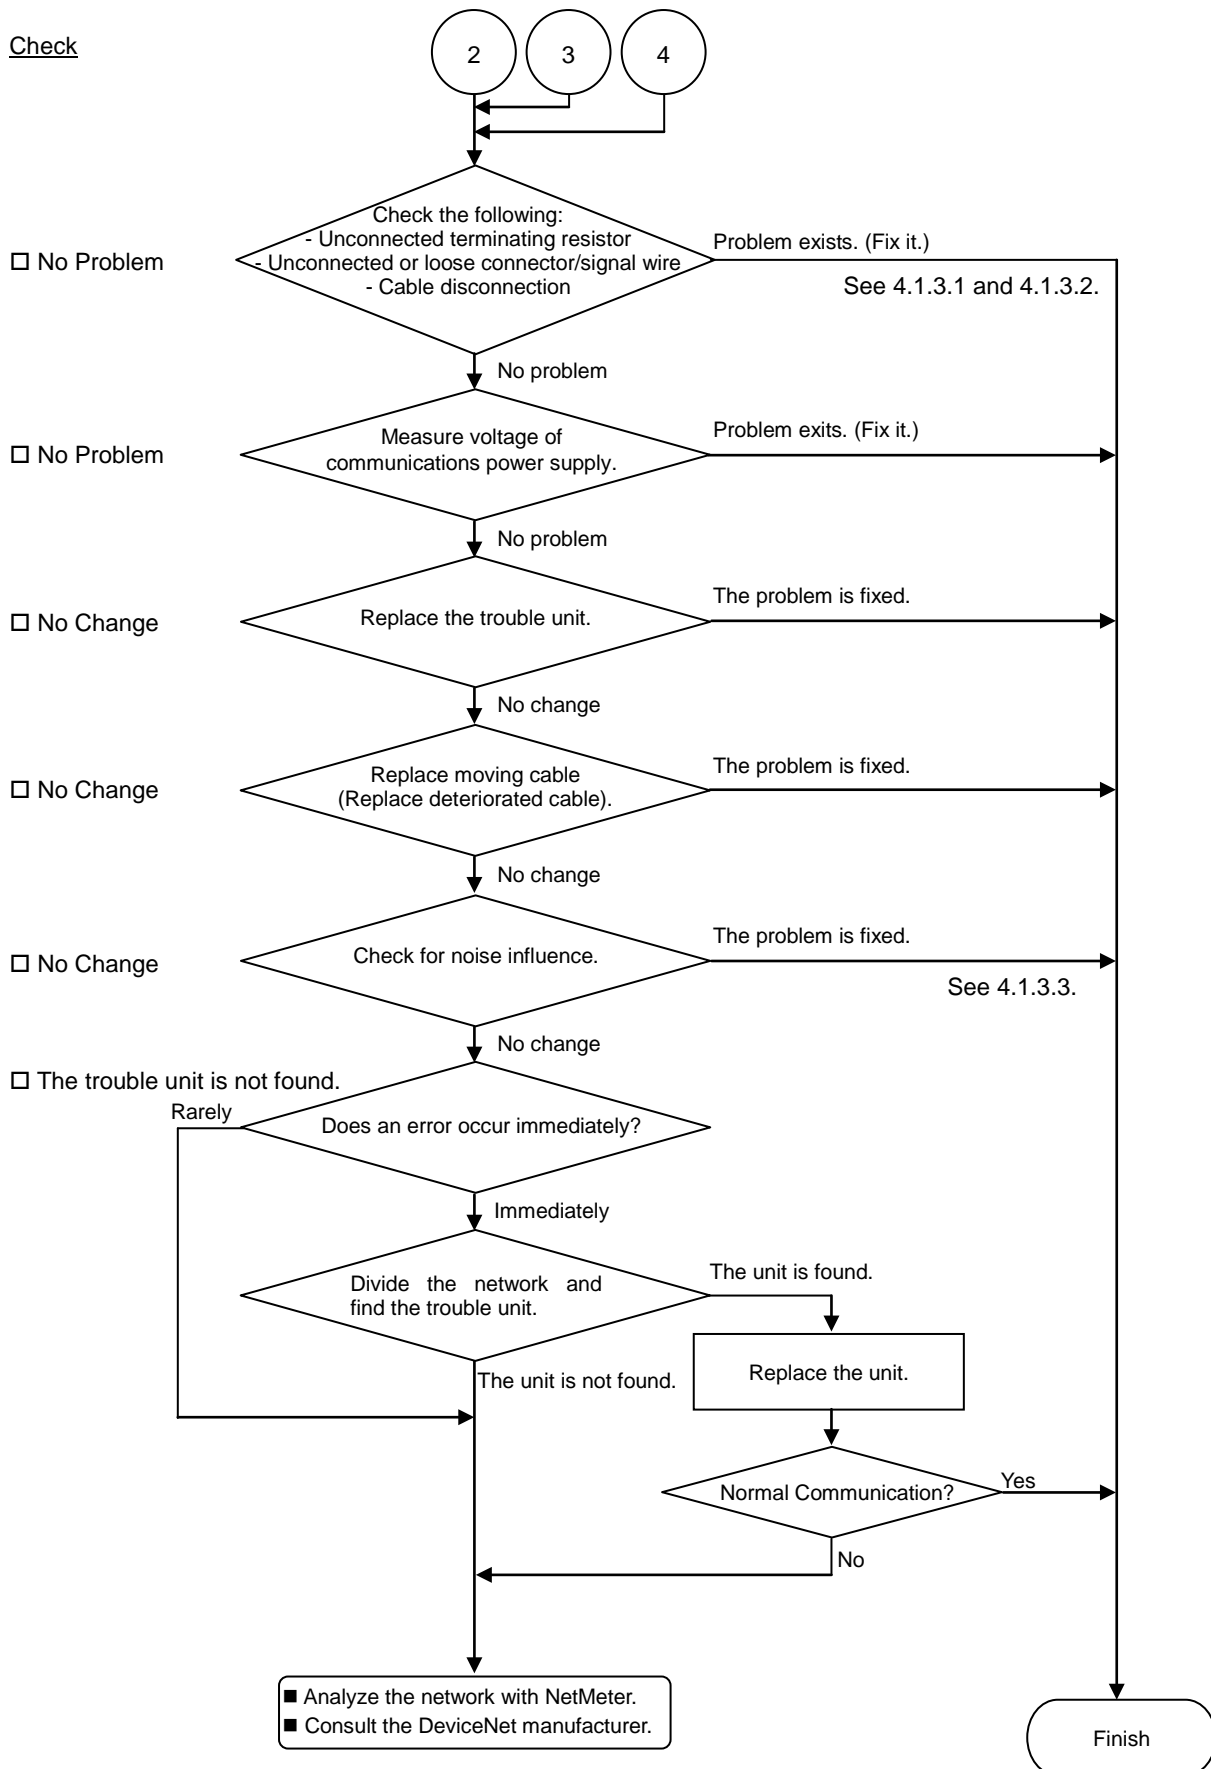 Check
2
3
4
Check the following:
- Unconnected terminating resistor
- Unconnected or loose connector/signal wire
- Cable disconnection
□ No Problem
Problem exists. (Fix it.)
See 4.1.3.1 and 4.1.3.2.
No problem
□ No Problem
Measure voltage of
communications power supply.
Problem exits. (Fix it.)
No problem
□ No Change
Replace the trouble unit.
The problem is fixed.
No change
□ No Change
Replace moving cable
(Replace deteriorated cable).
The problem is fixed.
No change
□ No Change
Check for noise influence.
The problem is fixed.
See 4.1.3.3.
No change
□ The trouble unit is not found.
Rarely
Does an error occur immediately?
Immediately
Divide the network and
find the trouble unit.
The unit is found.
Replace the unit.
The unit is not found.
Normal Communication?
Yes
No
■ Analyze the network with NetMeter.
■ Consult the DeviceNet manufacturer.
Finish